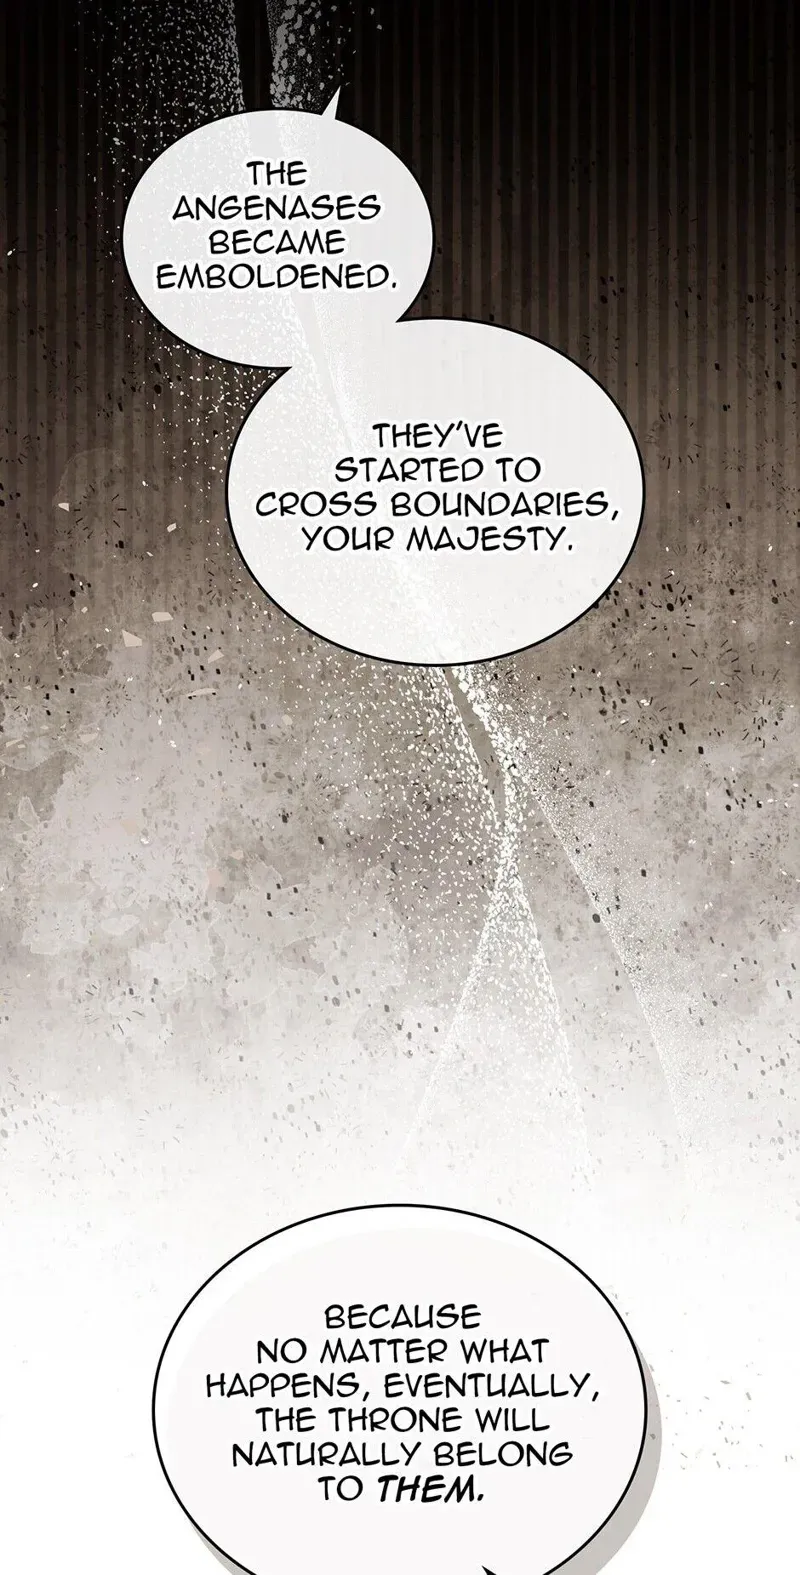 THE
ANGENASES
BECAME
EMBOLDENED.
THEY'VE
STARTED TO
CROSS BOUNDARIES,
YOUR MAJESTY.
BECAUSE
NO MATTER WHAT
HAPPENS, EVENTUALLY,
THE THRONE WILL
NATURALLY BELONG
TO THEM.